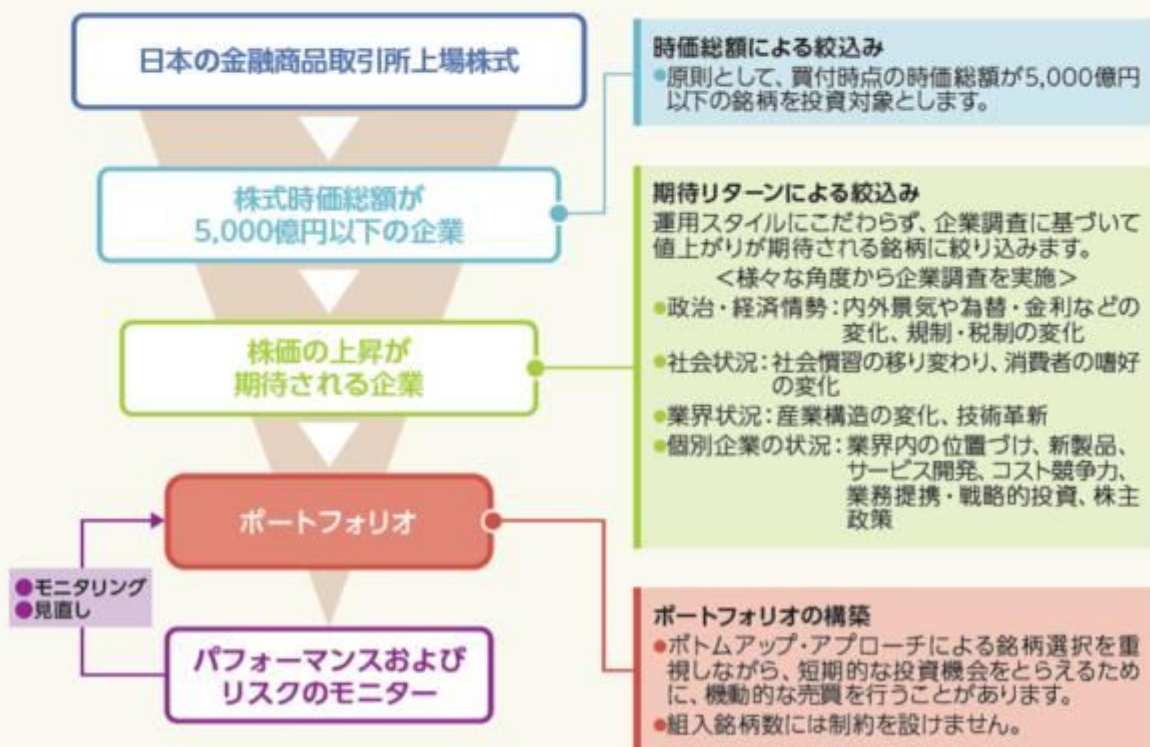 日本の金融商品取引所上場株式
時価総額による絞込み
●原則として、買付時点の時価総額が5,000億円
以下の銘柄を投資対象とします。
株式時価総額が
5,000億円以下の企業
期待リターンによる絞込み
運用スタイルにこだわらず、企業調査に基づいて
値上がりが期待される銘柄に絞り込みます。
＜様々な角度から企業調査を実施＞
●政治・経済情勢：内外景気や為替・金利などの
変化、規制・税制の変化
●社会状況：社会慣習の移り変わり、消費者の嗜好
の変化
●業界状況：産業構造の変化、技術革新
●個別企業の状況：業界内の位置づけ、新製品、
サービス開発、コスト競争力、
業務提携・戦略的投資、株主
政策
株価の上昇が
期待される企業
ポートフォリオ
ポートフォリオの構築
●ボトムアップ・アプローチによる銘柄選択を重
視しながら、短期的な投資機会をとらえるため
に、機動的な売買を行うことがあります。
●組入銘柄数には制約を設けません。
●モニタリング
●見直し
パフォーマンスおよび
リスクのモニター